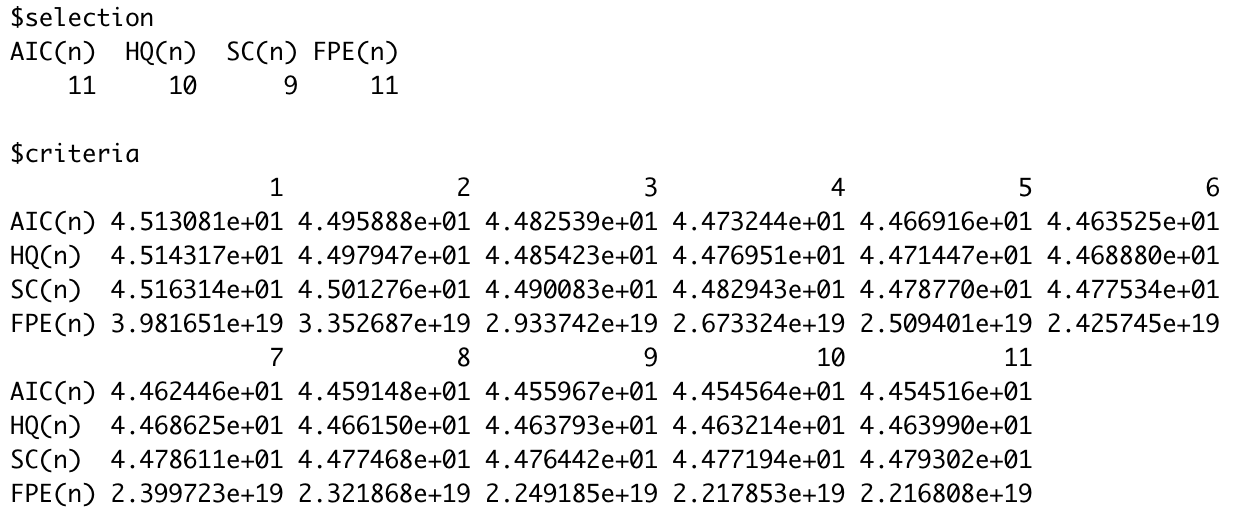 $selection
AIC(n)  HQ(n)  SC(n) FPE(n)
    11     10      9     11

$criteria
                  1            2            3            4            5            6
AIC(n) 4.513081e+01 4.495888e+01 4.482539e+01 4.473244e+01 4.466916e+01 4.463525e+01
HQ(n)  4.514317e+01 4.497947e+01 4.485423e+01 4.476951e+01 4.471447e+01 4.468880e+01
SC(n)  4.516314e+01 4.501276e+01 4.490083e+01 4.482943e+01 4.478770e+01 4.477534e+01
FPE(n) 3.981651e+19 3.352687e+19 2.933742e+19 2.673324e+19 2.509401e+19 2.425745e+19
                  7            8            9           10           11
AIC(n) 4.462446e+01 4.459148e+01 4.455967e+01 4.454564e+01 4.454516e+01
HQ(n)  4.468625e+01 4.466150e+01 4.463793e+01 4.463214e+01 4.463990e+01
SC(n)  4.478611e+01 4.477468e+01 4.476442e+01 4.477194e+01 4.479302e+01
FPE(n) 2.399723e+19 2.321868e+19 2.249185e+19 2.217853e+19 2.216808e+19